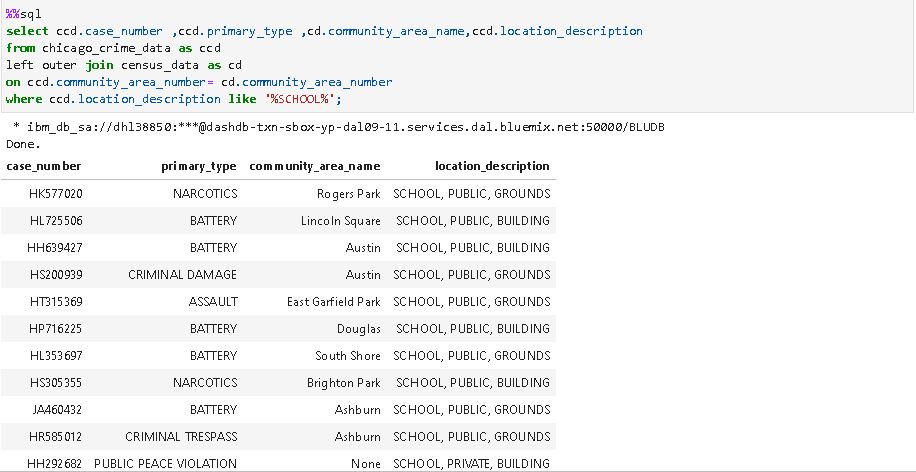 %%sql
select ccd.case_number ,ccd.primary_type ,cd.community_area_name,ccd.location_description
from chicago_crime_data as ccd
left outer join census_data as cd
on ccd.community_area_number= cd.community_area_number
where ccd.location_description like '%SCHOOL%';
* ibm_db_sa://dhl38850:***@dashdb-txn-sbox-yp-dal09-11.services.dal.bluemix.net:50000/BLUDB
Done.
case_number primary_type community_area_name location_description
HK577020 NARCOTICS Rogers Park SCHOOL, PUBLIC, GROUNDS
HL725506 BATTERY Lincoln Square SCHOOL, PUBLIC, BUILDING
HH639427 BATTERY Austin SCHOOL, PUBLIC, BUILDING
HS200939 CRIMINAL DAMAGE Austin SCHOOL, PUBLIC, GROUNDS
HT315369 ASSAULT East Garfield Park SCHOOL, PUBLIC, GROUNDS
HP716225 BATTERY Douglas SCHOOL, PUBLIC, BUILDING
HL353697 BATTERY South Shore SCHOOL, PUBLIC, GROUNDS
HS305355 NARCOTICS Brighton Park SCHOOL, PUBLIC, BUILDING
JA460432 BATTERY Ashburn SCHOOL, PUBLIC, GROUNDS
HR585012 CRIMINAL TRESPASS Ashburn SCHOOL, PUBLIC, GROUNDS
HH292682 PUBLIC PEACE VIOLATION None SCHOOL, PRIVATE, BUILDING